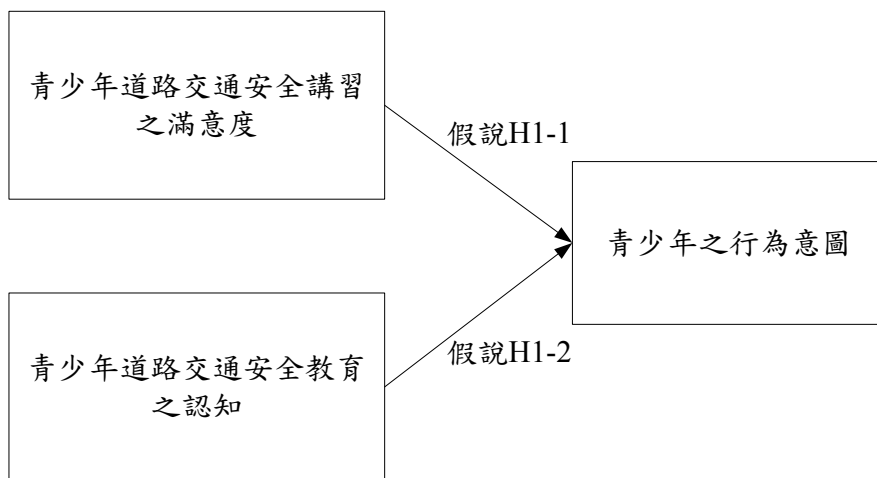 青少年道路交通安全講習
之滿意度
假說H1-1
青少年之行為意圖
假說H1-2
青少年道路交通安全教育
之認知